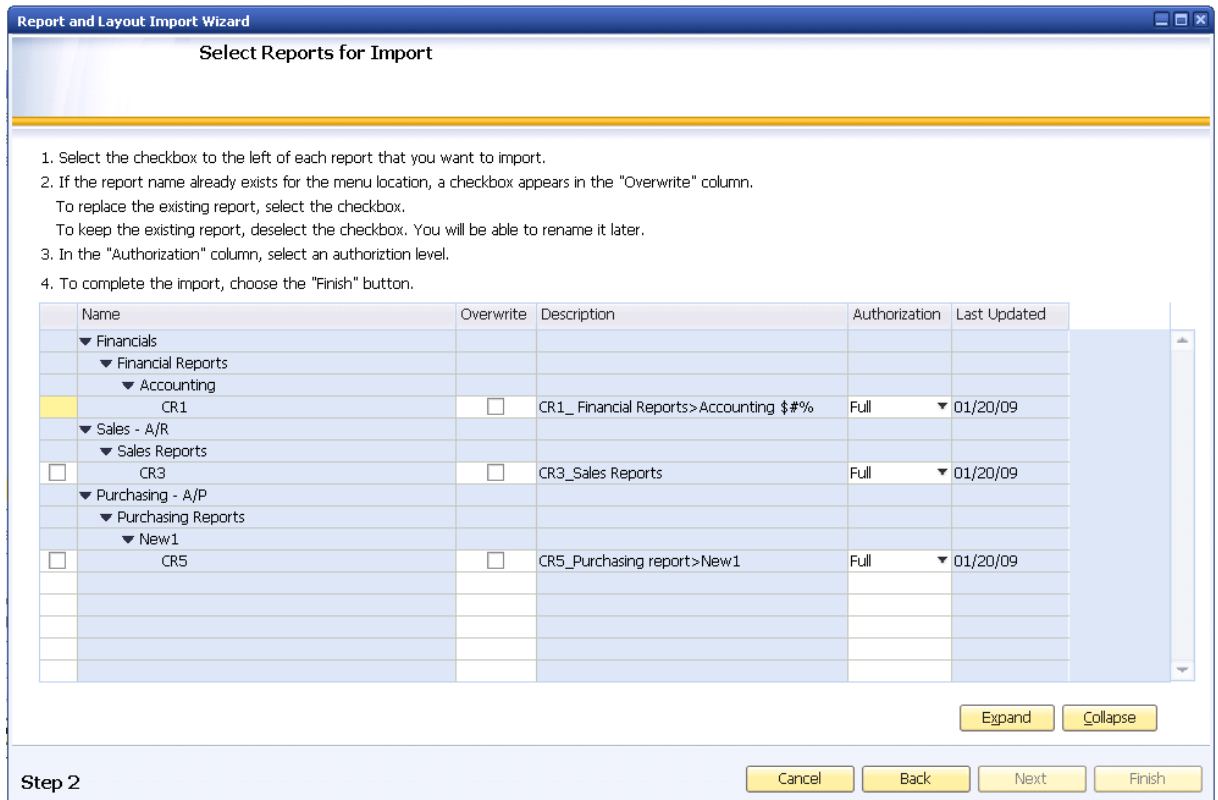 Report and Layout Import Wizard
Select Reports for Import
1. Select the checkbox to the left of each report that you want to import.
2. If the report name already exists for the menu location, a checkbox appears in the "Overwrite" column.
To replace the existing report, select the checkbox.
To keep the existing report, deselect the checkbox. You will be able to rename it later.
3. In the "Authorization" column, select an authoriztion level.
4. To complete the import, choose the "Finish" button.
Name Overwrite Description Authorization Last Updated
Financials
Financial Reports
Accounting
CR1 CR1_ Financial Reports>Accounting $#% Full 01/20/09
Sales - A/R
Sales Reports
CR3 CR3_Sales Reports Full 01/20/09
Purchasing - A/P
Purchasing Reports
New1
CR5 CR5_Purchasing report>New1 Full 01/20/09
Expand Collapse
Step 2 Cancel Back Next Finish